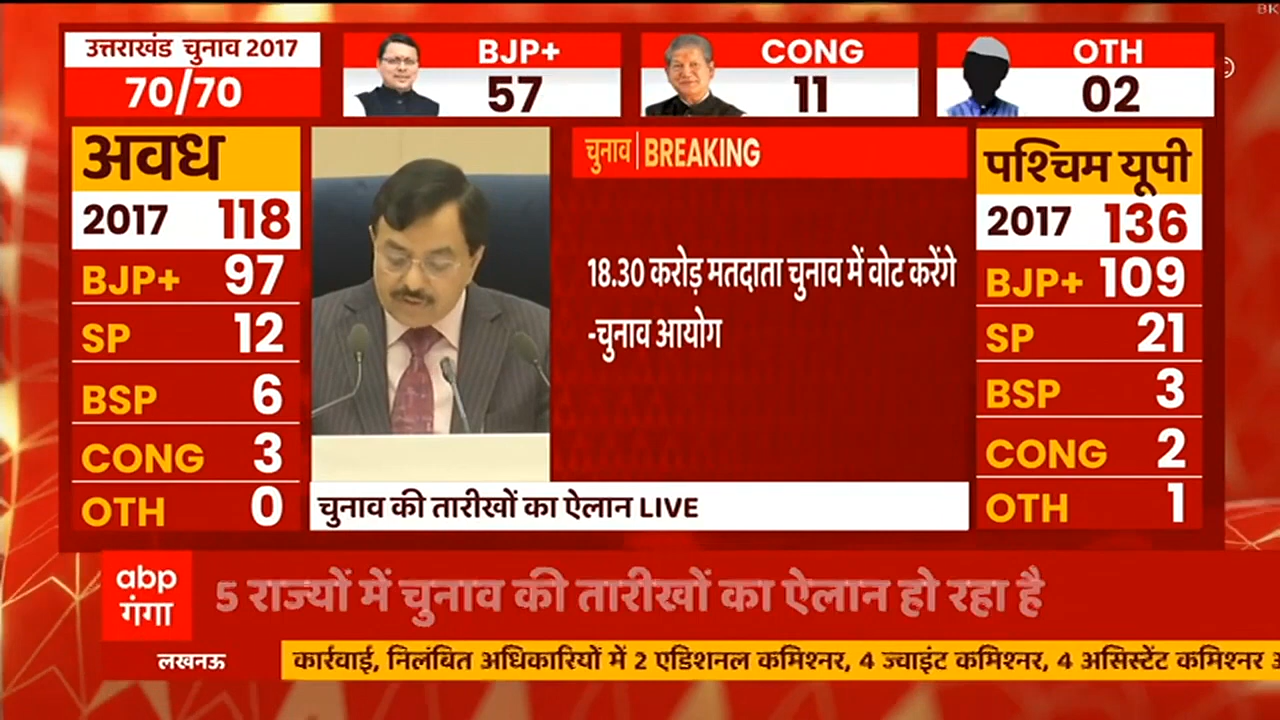 BK
उत्तराखंड चुनाव 2017
70/70
BJP+
57
CONG
11
OTH
02
अवध
2017 118
BJP+ 97
SP 12
BSP 6
CONG 3
OTH 0
चुनाव BREAKING
18.30 करोड़ मतदाता चुनाव में वोट करेंगे
-चुनाव आयोग
पश्चिम यूपी
2017 136
BJP+ 109
SP 21
BSP 3
CONG 2
OTH 1
चुनाव की तारीखों का ऐलान LIVE
abp
गंगा
5 राज्यों में चुनाव की तारीखों का ऐलान हो रहा है
लखनऊ
कार्रवाई, निलंबित अधिकारियों में 2 एडिशनल कमिश्नर, 4 ज्वाइंट कमिश्नर, 4 असिस्टेंट कमिश्नर